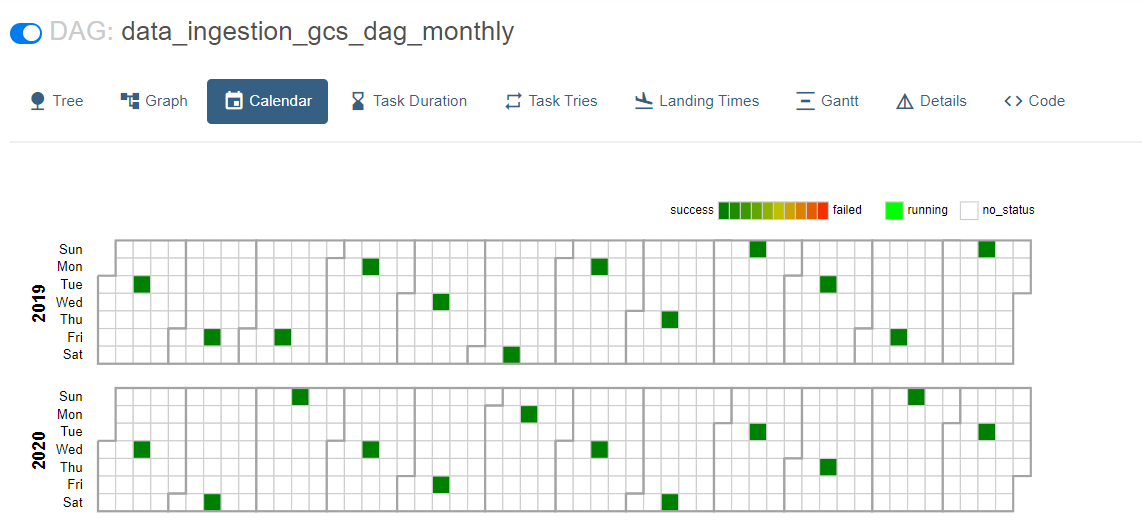 DAG: data_ingestion_gcs_dag_monthly
Tree Graph Calendar Task Duration Task Tries Landing Times Gantt Details Code
success failed running no_status
2019
Sun
Mon
Tue
Wed
Thu
Fri
Sat
2020
Sun
Mon
Tue
Wed
Thu
Fri
Sat